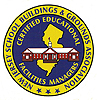 NEW JERSEY SCHOOL BUILDINGS & GROUNDS ASSOCIATION
CERTIFIED EDUCATIONAL
FACILITIES MANAGER